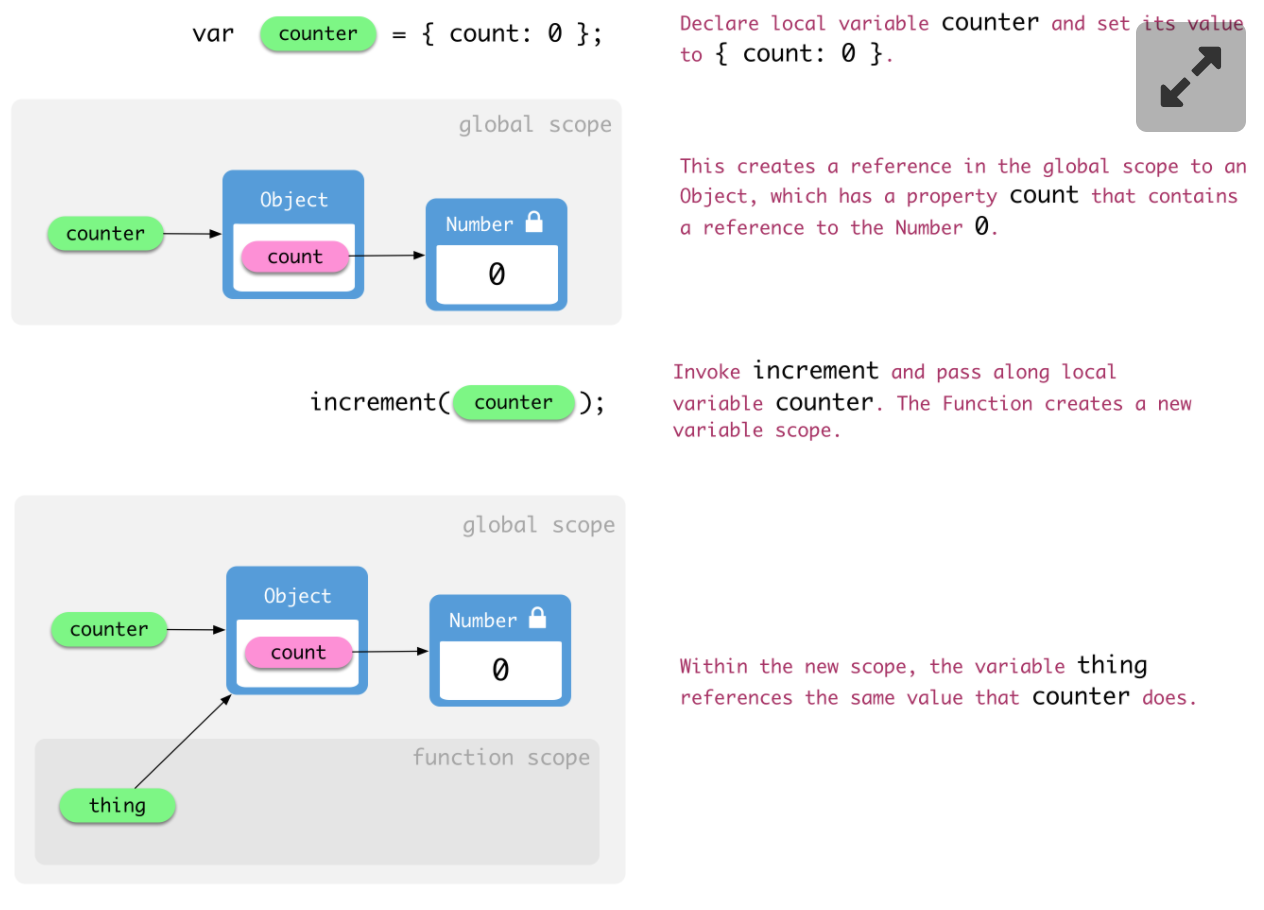 var counter = { count: 0 };
Declare local variable counter and set its value
to { count: 0 }.
global scope
Object
counter
count
Number
0
This creates a reference in the global scope to an
Object, which has a property count that contains
a reference to the Number 0.
increment( counter );
Invoke increment and pass along local
variable counter. The Function creates a new
variable scope.
global scope
Object
counter
count
Number
0
function scope
thing
Within the new scope, the variable thing
references the same value that counter does.